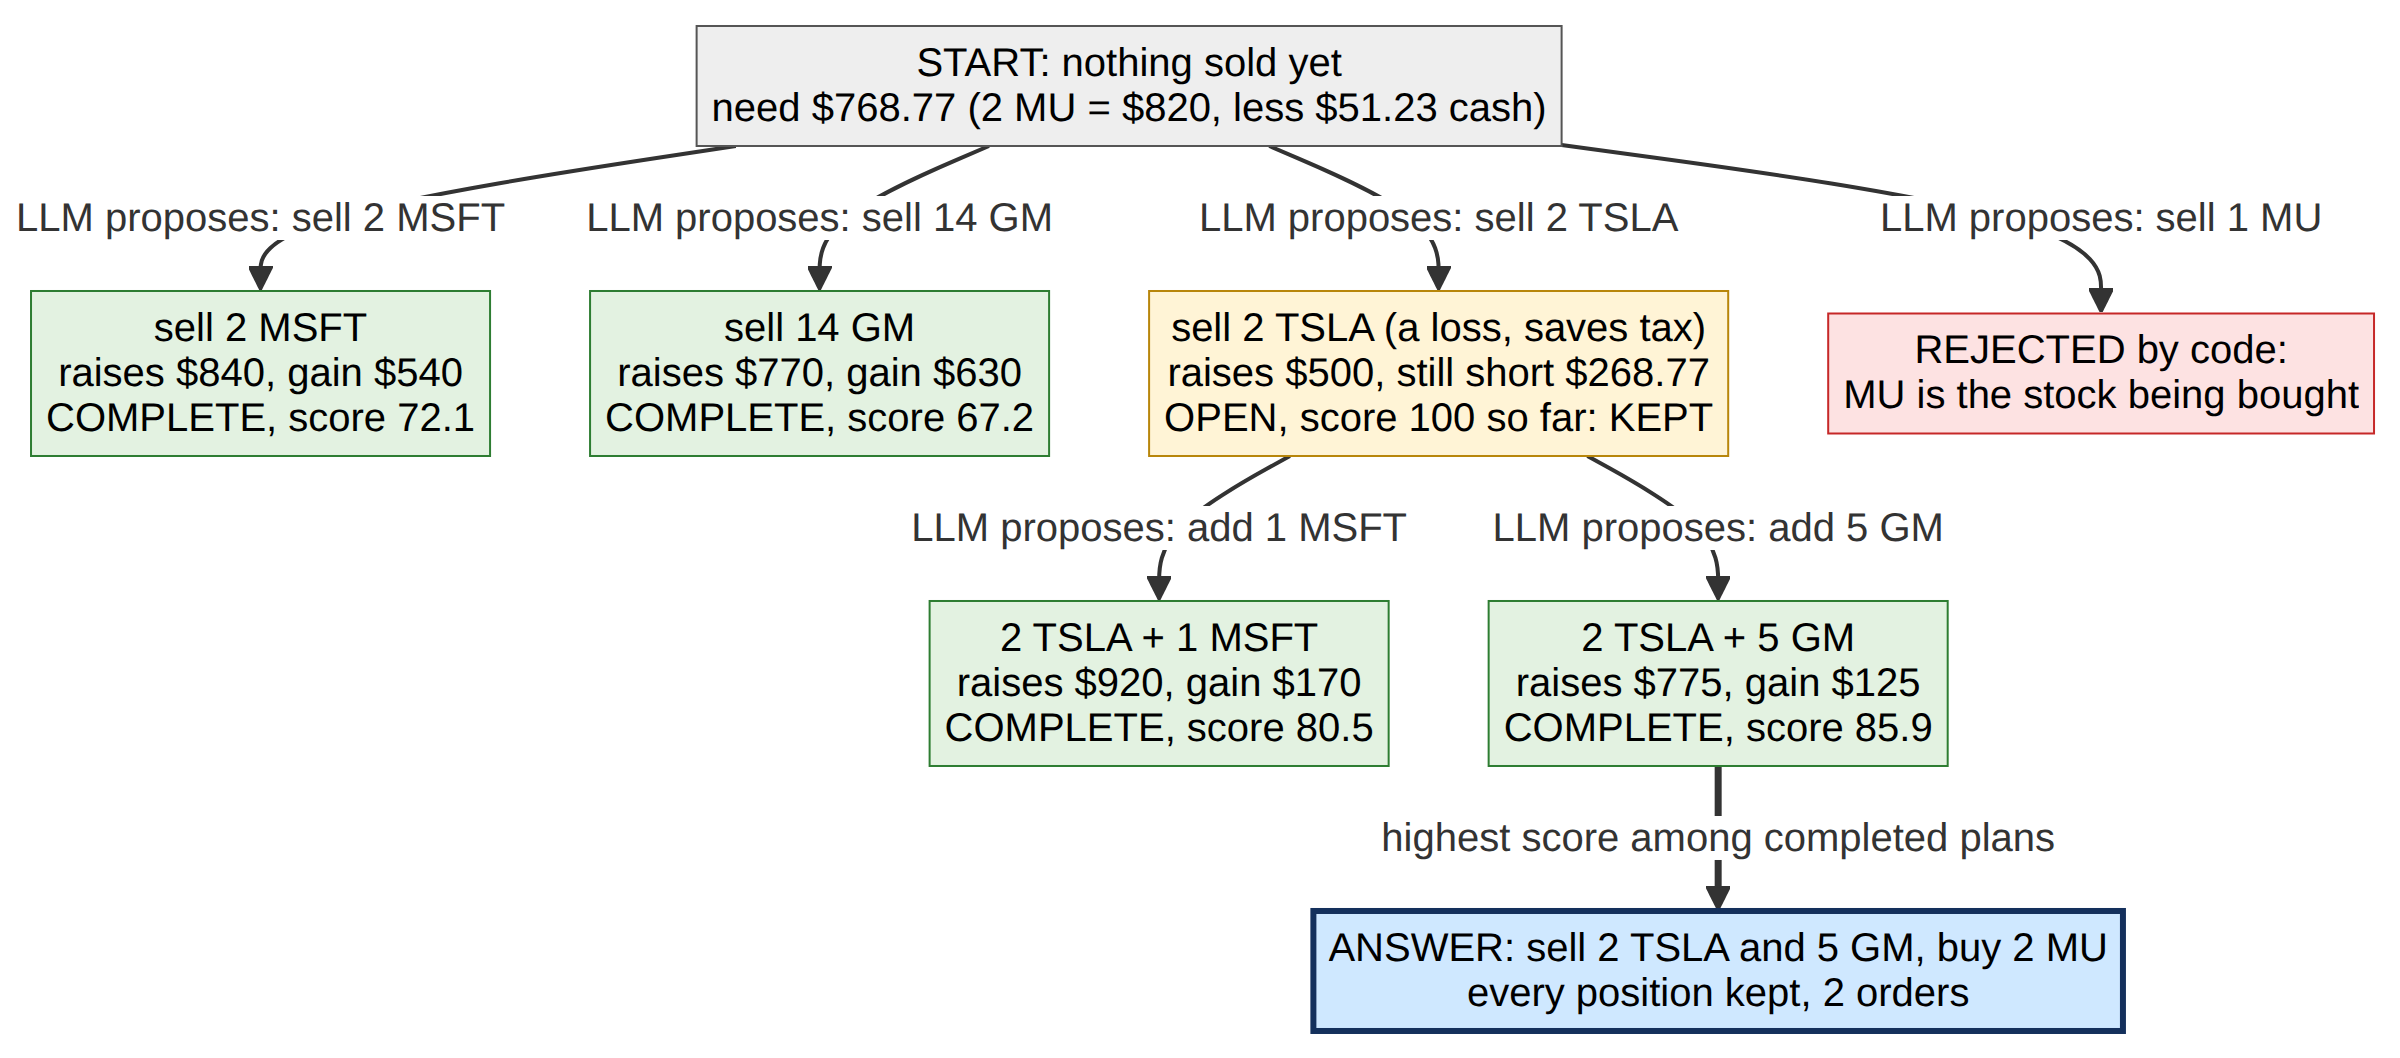 START: nothing sold yet
need $768.77 (2 MU = $820, less $51.23 cash)
LLM proposes: sell 2 MSFT
LLM proposes: sell 14 GM
LLM proposes: sell 2 TSLA
LLM proposes: sell 1 MU
sell 2 MSFT
raises $840, gain $540
COMPLETE, score 72.1
sell 14 GM
raises $770, gain $630
COMPLETE, score 67.2
sell 2 TSLA (a loss, saves tax)
raises $500, still short $268.77
OPEN, score 100 so far: KEPT
REJECTED by code:
MU is the stock being bought
LLM proposes: add 1 MSFT
LLM proposes: add 5 GM
2 TSLA + 1 MSFT
raises $920, gain $170
COMPLETE, score 80.5
2 TSLA + 5 GM
raises $775, gain $125
COMPLETE, score 85.9
highest score among completed plans
ANSWER: sell 2 TSLA and 5 GM, buy 2 MU
every position kept, 2 orders